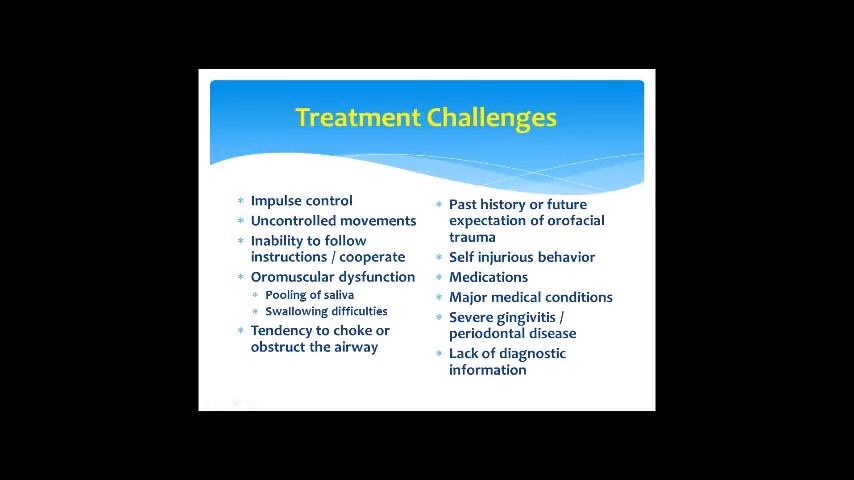 Treatment Challenges
* Impulse control
* Uncontrolled movements
* Inability to follow
instructions / cooperate
* Oromuscular dysfunction
* Pooling of saliva
* Swallowing difficulties
* Tendency to choke or
obstruct the airway
* Past history or future
expectation of orofacial
trauma
* Self injurious behavior
* Medications
* Major medical conditions
* Severe gingivitis /
periodontal disease
* Lack of diagnostic
information